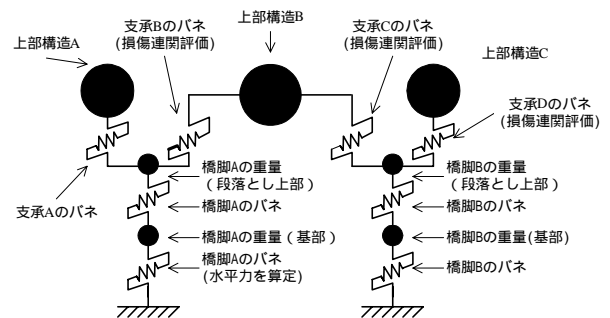 上部構造A
支承Bのバネ
(損傷連関評価)
上部構造B
支承Cのバネ
(損傷連関評価)
上部構造C
支承Dのバネ
(損傷連関評価)
支承Aのバネ
橋脚Aの重量
（段落とし上部）
橋脚Aのバネ
橋脚Aの重量（基部）
橋脚Aのバネ
(水平力を算定)
橋脚Bの重量
（段落とし上部）
橋脚Bのバネ
橋脚Bの重量(基部)
橋脚Bのバネ